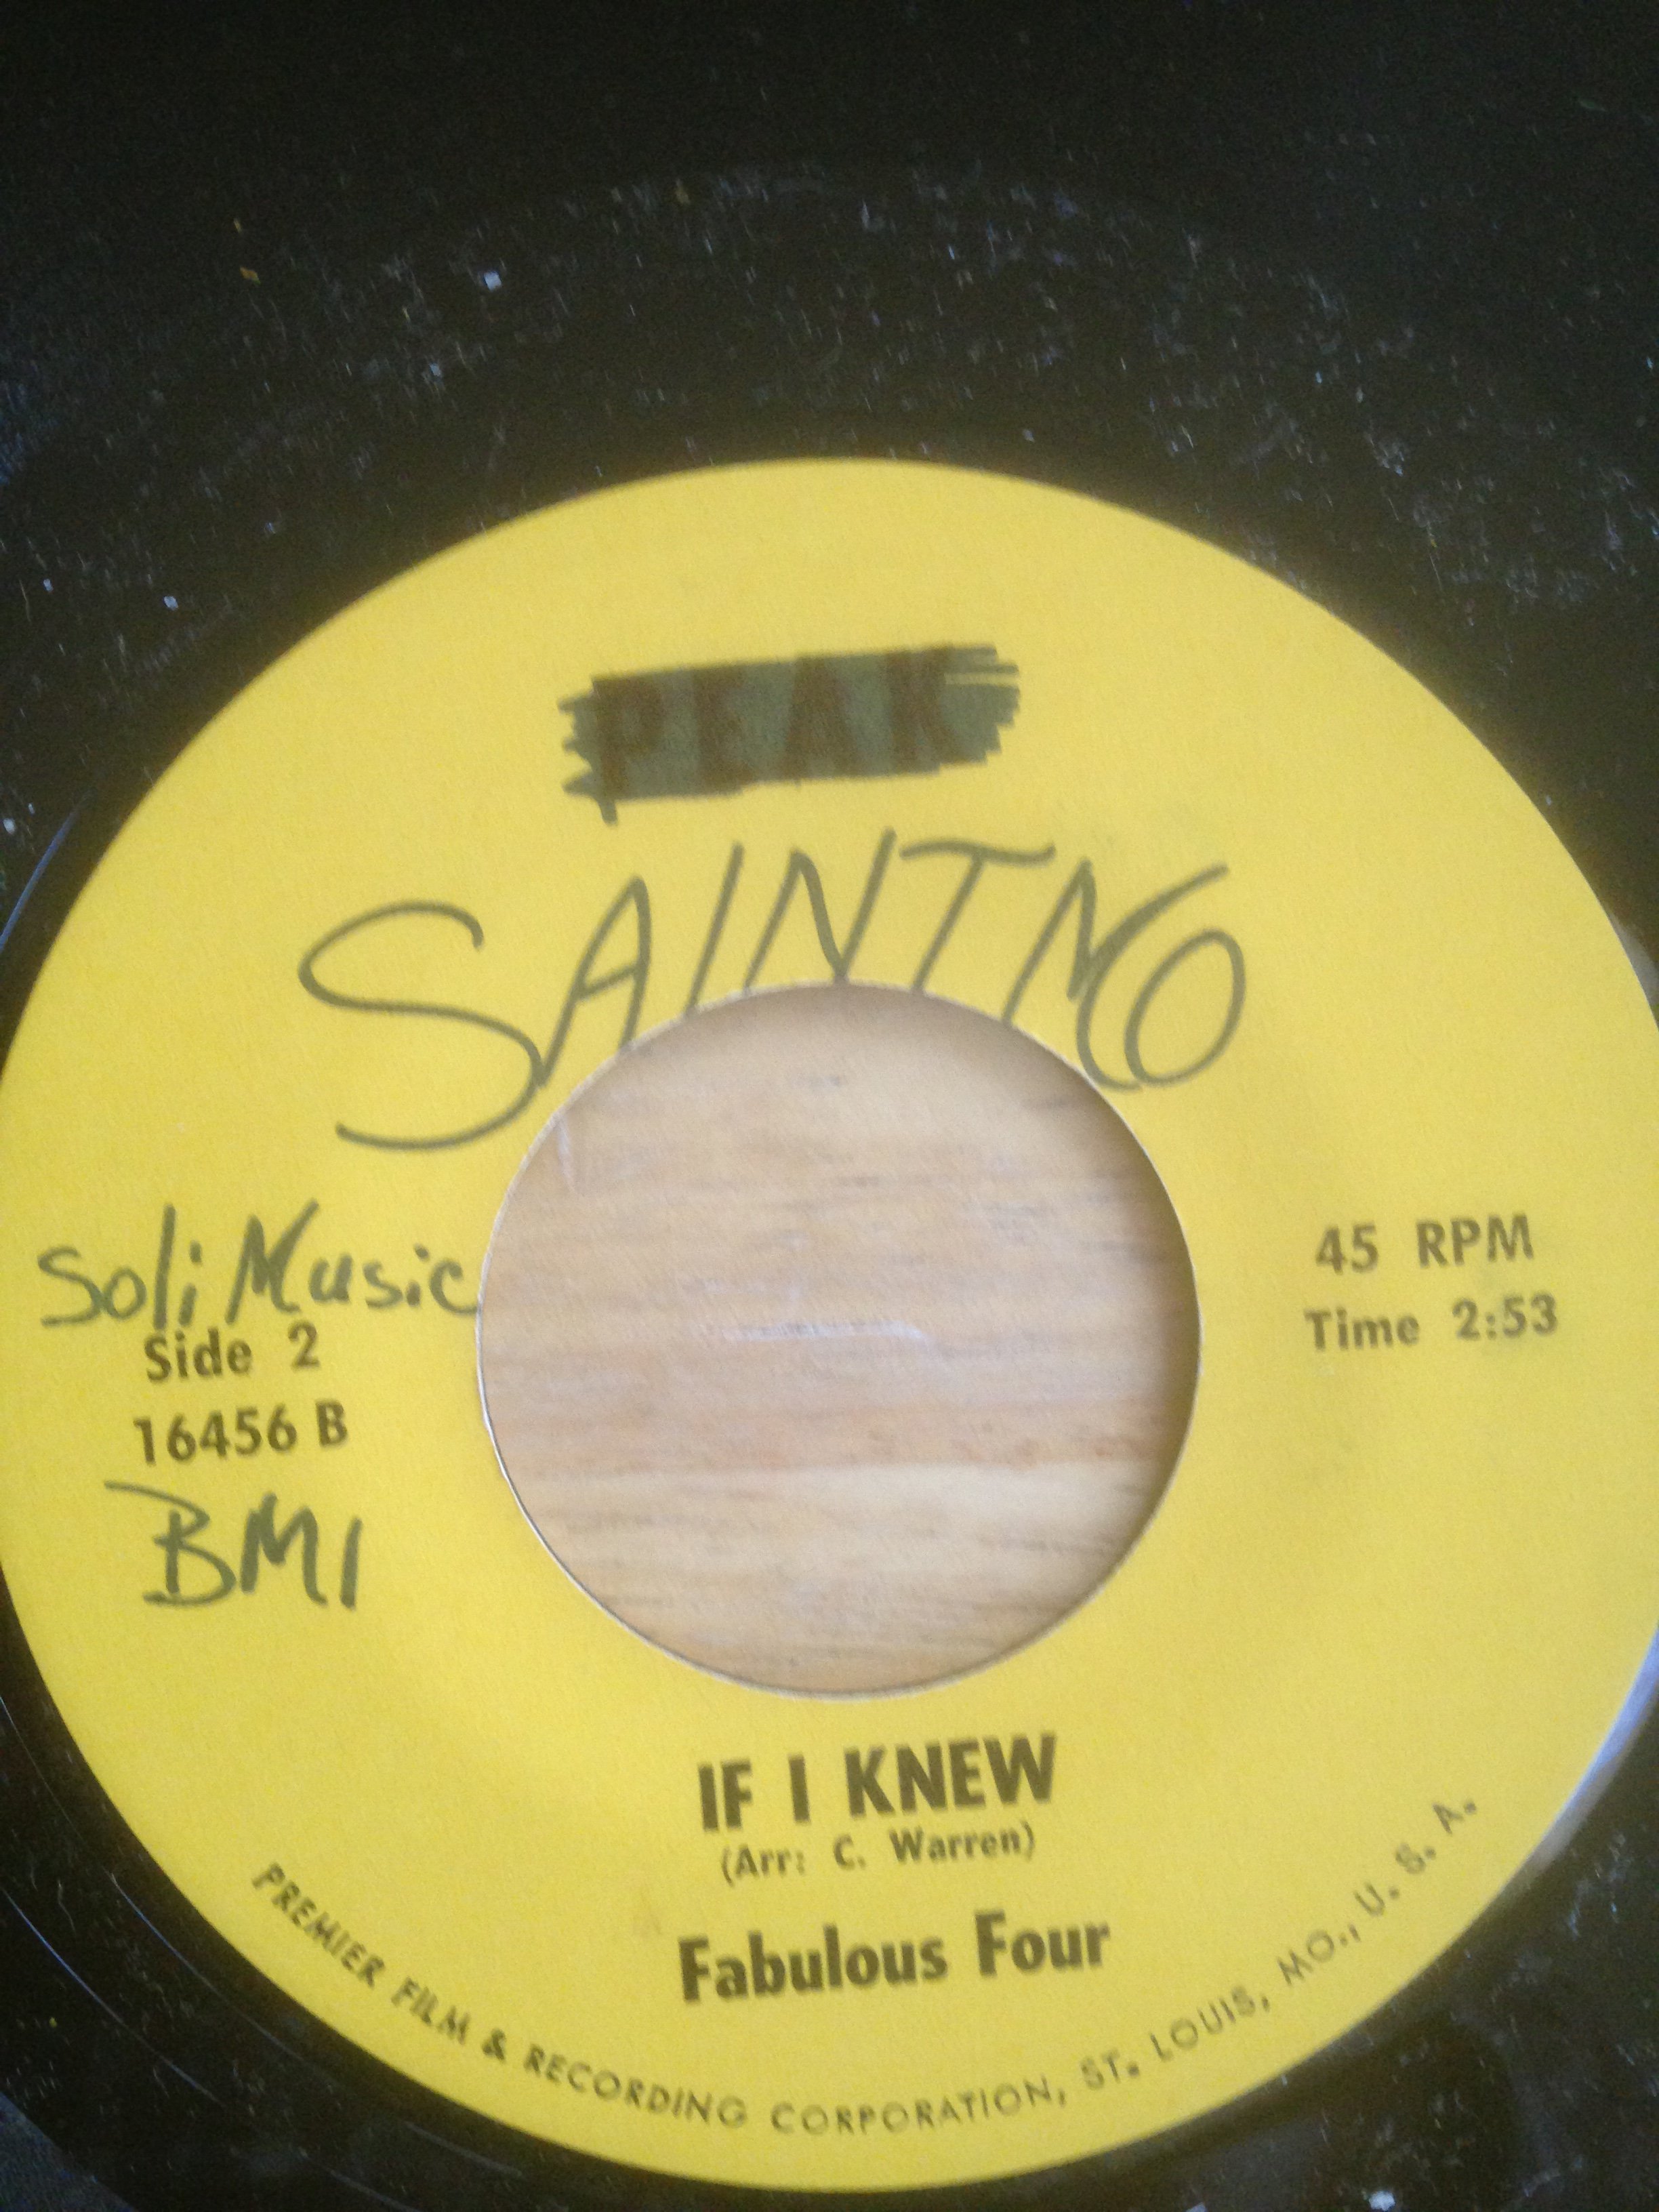 PEAK
SAINTMO
Soli Music
Side 2
16456 B
BMI
45 RPM
Time 2:53
IF I KNEW
(Arr: C. Warren)
Fabulous Four
PREMIER FILM & RECORDING CORPORATION, ST. LOUIS, MO., U. S. A.